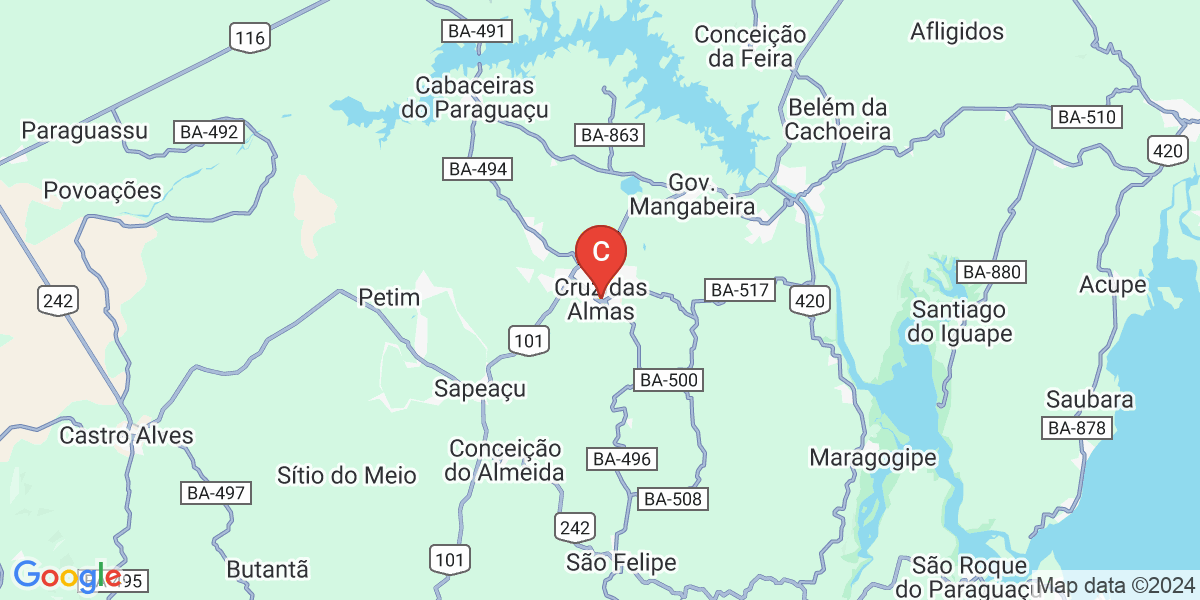 116
BA-491
Conceição
da Feira
Afligidos
Cabaceiras
do Paraguaçu
Belém da
Cachoeira
BA-510
Paraguassu
BA-492
BA-863
420
BA-494
Povoações
Gov.
Mangabeira
C
BA-880
Acupe
242
Petim
Cruz das
Almas
BA-517
420
Santiago
do Iguape
101
BA-500
Sapeaçu
Saubara
BA-878
Castro Alves
Conceição
do Almeida
Sítio do Meio
BA-496
Maragogipe
BA-497
BA-508
242
101
São Felipe
Butantã
São Roque
do Paraguaçu
Google
BA-495
Map data ©2024